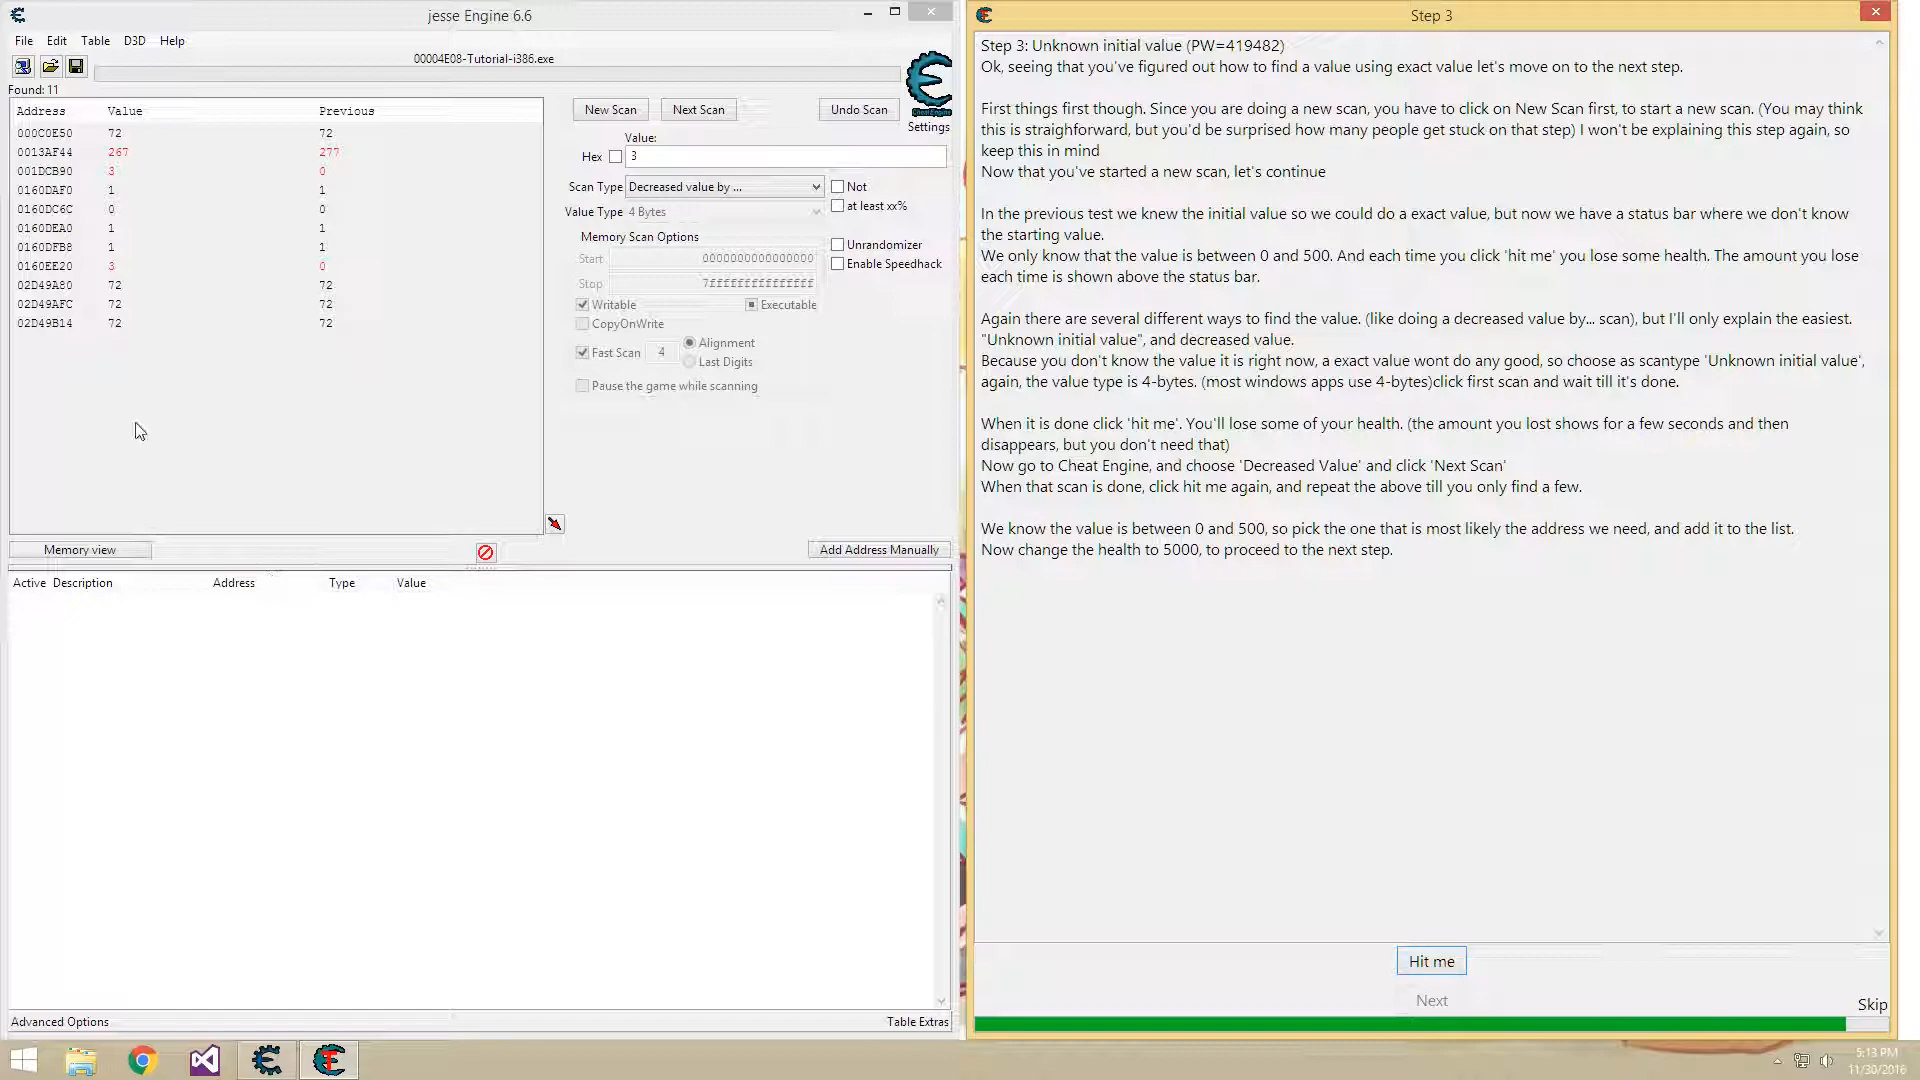 jesse Engine 6.6
File Edit Table D3D Help
00004E08-Tutorial-i386.exe
Found: 11
Address Value Previous
000C0E50 72 72
0013AF44 267 277
001DCB90 3 0
0160DAF0 1 1
0160DC6C 0 0
0160DEA0 1 1
0160DFB8 1 1
0160EE20 3 0
02D49A80 72 72
02D49AFC 72 72
02D49B14 72 72
New Scan Next Scan Undo Scan
Settings
Value:
Hex 3
Scan Type Decreased value by ... Not
at least xx%
Value Type 4 Bytes
Memory Scan Options
Unrandomizer
Enable Speedhack
Start 0000000000000000
Stop 7fffffffffffffff
Writable Executable
CopyOnWrite
Fast Scan 4 Alignment
Last Digits
Pause the game while scanning
Memory view
Add Address Manually
Active Description Address Type Value
Advanced Options
Table Extras
Step 3
Step 3: Unknown initial value (PW=419482)
Ok, seeing that you've figured out how to find a value using exact value let's move on to the next step.
First things first though. Since you are doing a new scan, you have to click on New Scan first, to start a new scan. (You may think
this is straighforward, but you'd be surprised how many people get stuck on that step) I won't be explaining this step again, so
keep this in mind
Now that you've started a new scan, let's continue
In the previous test we knew the initial value so we could do a exact value, but now we have a status bar where we don't know
the starting value.
We only know that the value is between 0 and 500. And each time you click 'hit me' you lose some health. The amount you lose
each time is shown above the status bar.
Again there are several different ways to find the value. (like doing a decreased value by... scan), but I'll only explain the easiest.
"Unknown initial value", and decreased value.
Because you don't know the value it is right now, a exact value wont do any good, so choose as scantype 'Unknown initial value',
again, the value type is 4-bytes. (most windows apps use 4-bytes)click first scan and wait till it's done.
When it is done click 'hit me'. You'll lose some of your health. (the amount you lost shows for a few seconds and then
disappears, but you don't need that)
Now go to Cheat Engine, and choose 'Decreased Value' and click 'Next Scan'
When that scan is done, click hit me again, and repeat the above till you only find a few.
We know the value is between 0 and 500, so pick the one that is most likely the address we need, and add it to the list.
Now change the health to 5000, to proceed to the next step.
Hit me
Next
Skip
5:13 PM
11/30/2016